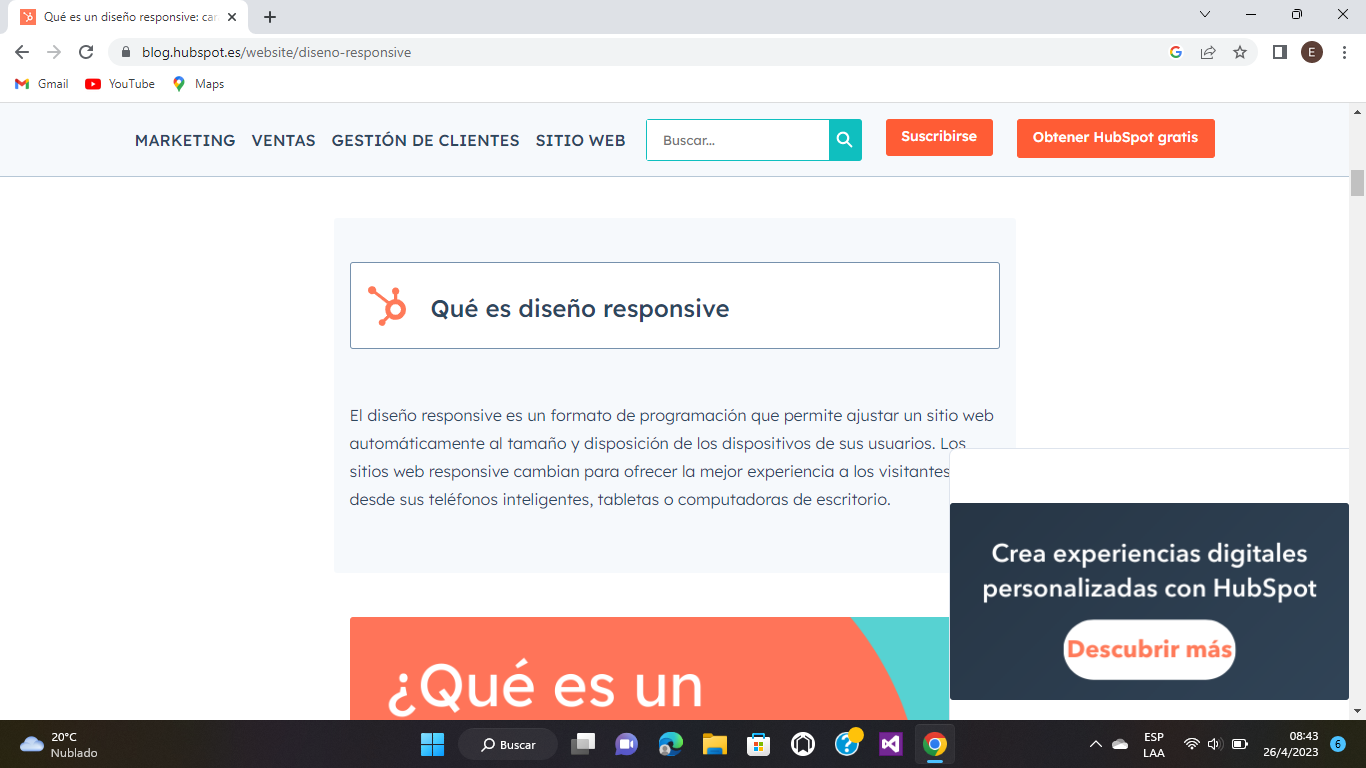 Qué es un diseño responsive: car
blog.hubspot.es/website/diseno-responsive
E
Gmail
YouTube
Maps
MARKETING VENTAS GESTIÓN DE CLIENTES SITIO WEB
Buscar...
Suscribirse
Obtener HubSpot gratis
Qué es diseño responsive
El diseño responsive es un formato de programación que permite ajustar un sitio web
automáticamente al tamaño y disposición de los dispositivos de sus usuarios. Los
sitios web responsive cambian para ofrecer la mejor experiencia a los visitantes
desde sus teléfonos inteligentes, tabletas o computadoras de escritorio.
Crea experiencias digitales
personalizadas con HubSpot
Descubrir más
¿Qué es un
20°C
Nublado
Buscar
ESP
LAA
08:43
26/4/2023
6